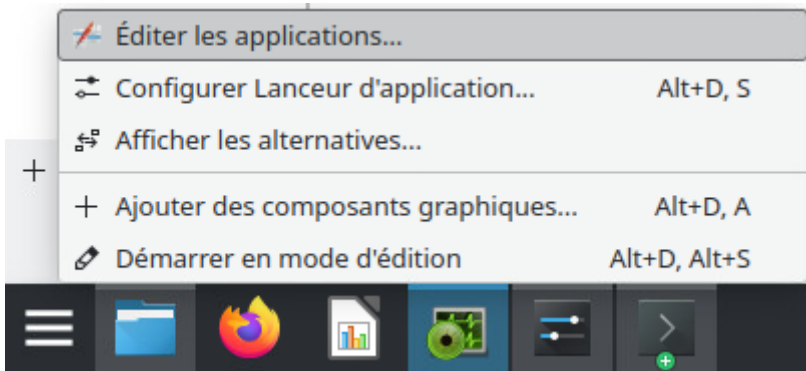 Éditer les applications...
Configurer Lanceur d'application... Alt+D, S
Afficher les alternatives...
Ajouter des composants graphiques... Alt+D, A
Démarrer en mode d'édition Alt+D, Alt+S